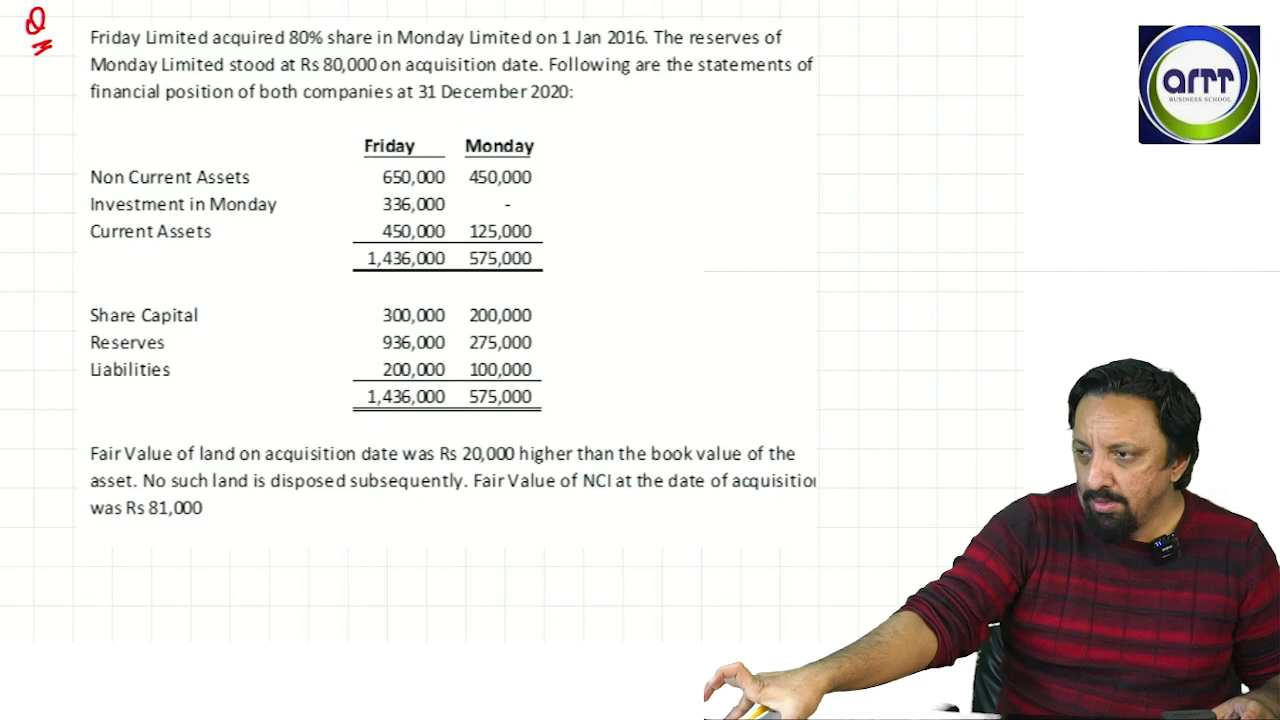 Q
Friday Limited acquired 80% share in Monday Limited on 1 Jan 2016. The reserves of
Monday Limited stood at Rs 80,000 on acquisition date. Following are the statements of
financial position of both companies at 31 December 2020:
Friday Monday
Non Current Assets 650,000 450,000
Investment in Monday 336,000 -
Current Assets 450,000 125,000
1,436,000 575,000
Share Capital 300,000 200,000
Reserves 936,000 275,000
Liabilities 200,000 100,000
1,436,000 575,000
Fair Value of land on acquisition date was Rs 20,000 higher than the book value of the
asset. No such land is disposed subsequently. Fair Value of NCI at the date of acquisition
was Rs 81,000
artt
BUSINESS SCHOOL